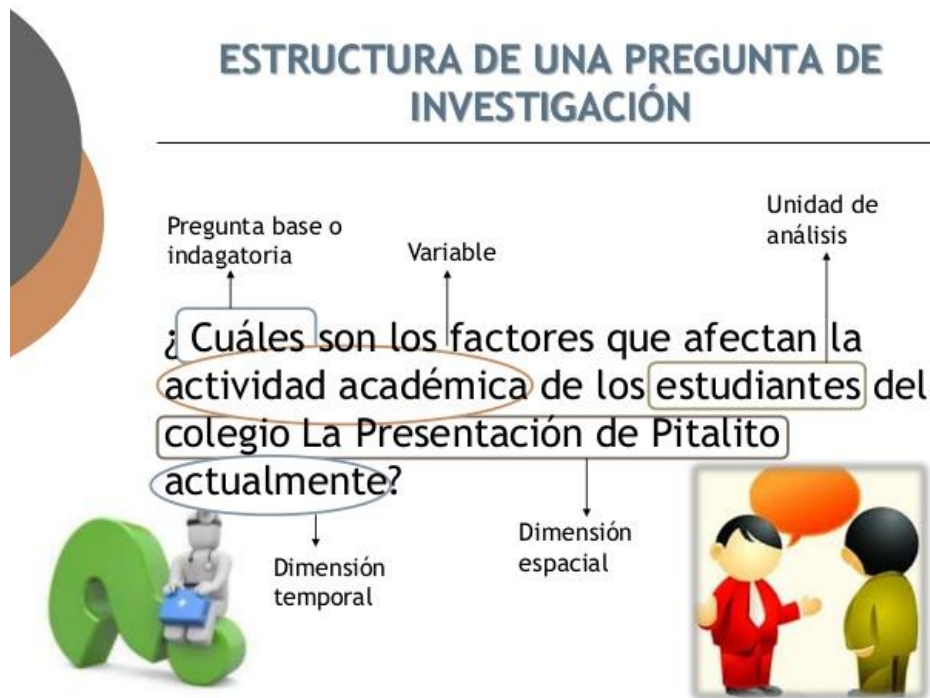 ESTRUCTURA DE UNA PREGUNTA DE
INVESTIGACIÓN
Pregunta base o
indagatoria
Variable
Unidad de
análisis
¿ Cuáles son los factores que afectan la
actividad académica de los estudiantes del
colegio La Presentación de Pitalito
actualmente?
Dimensión
temporal
Dimensión
espacial